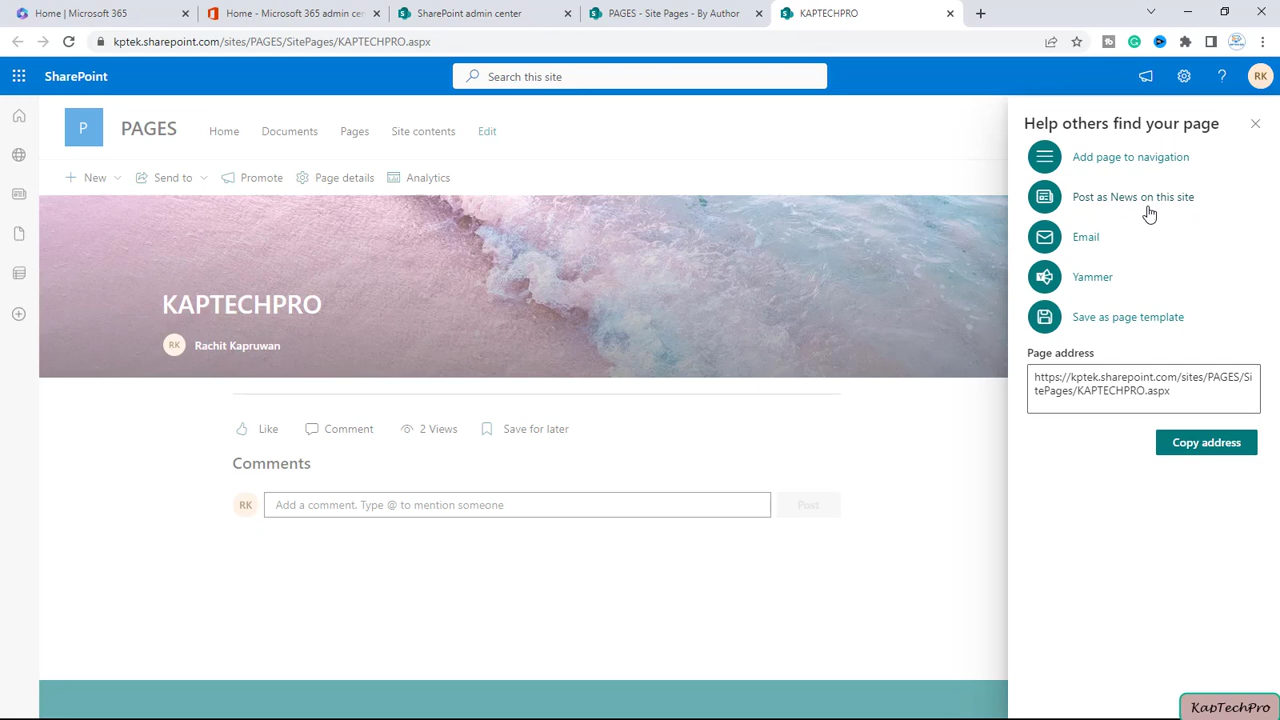 Home | Microsoft 365
Home - Microsoft 365 admin cen
SharePoint admin center
PAGES - Site Pages - By Author
KAPTECHPRO
kptek.sharepoint.com/sites/PAGES/SitePages/KAPTECHPRO.aspx
SharePoint
Search this site
RK
P
PAGES
Home
Documents
Pages
Site contents
Edit
New
Send to
Promote
Page details
Analytics
KAPTECHPRO
RK
Rachit Kapruwan
Like
Comment
2 Views
Save for later
Comments
RK
Add a comment. Type @ to mention someone
Post
Help others find your page
Add page to navigation
Post as News on this site
Email
Yammer
Save as page template
Page address
https://kptek.sharepoint.com/sites/PAGES/Si
tePages/KAPTECHPRO.aspx
Copy address
KapTechPro